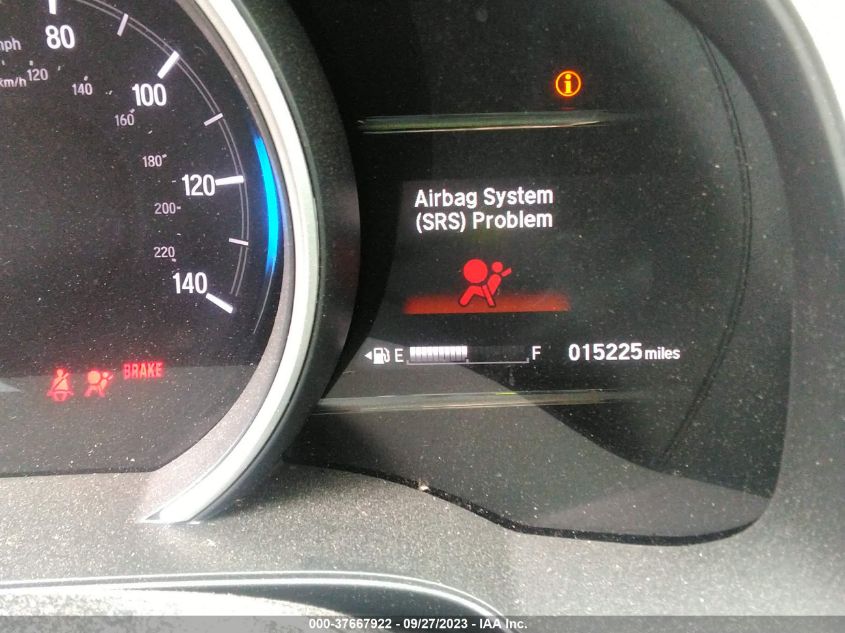 mph
80
km/h
120
140
100
160
180
120
200
220
140
BRAKE
Airbag System
(SRS) Problem
E
F
015225 miles
000-37667922 - 09/27/2023 - IAA Inc.